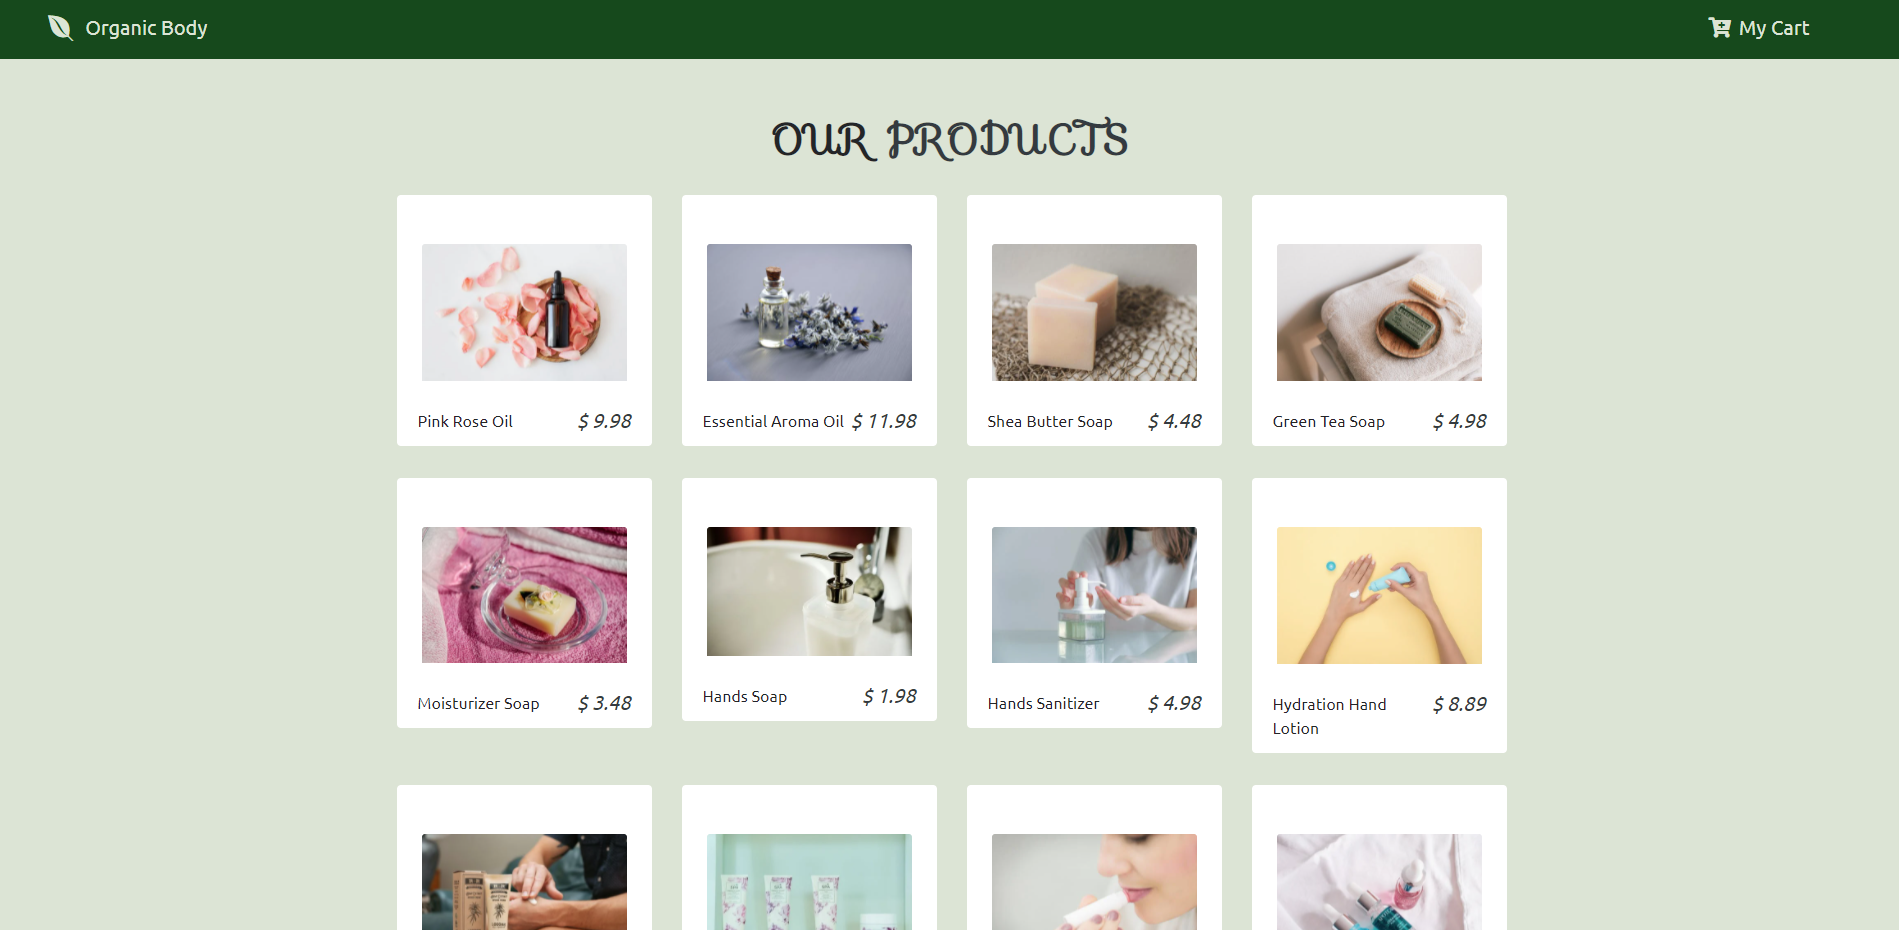 Organic Body
My Cart
OUR PRODUCTS
Pink Rose Oil $ 9.98
Essential Aroma Oil $ 11.98
Shea Butter Soap $ 4.48
Green Tea Soap $ 4.98
Moisturizer Soap $ 3.48
Hands Soap $ 1.98
Hands Sanitizer $ 4.98
Hydration Hand $ 8.89
Lotion